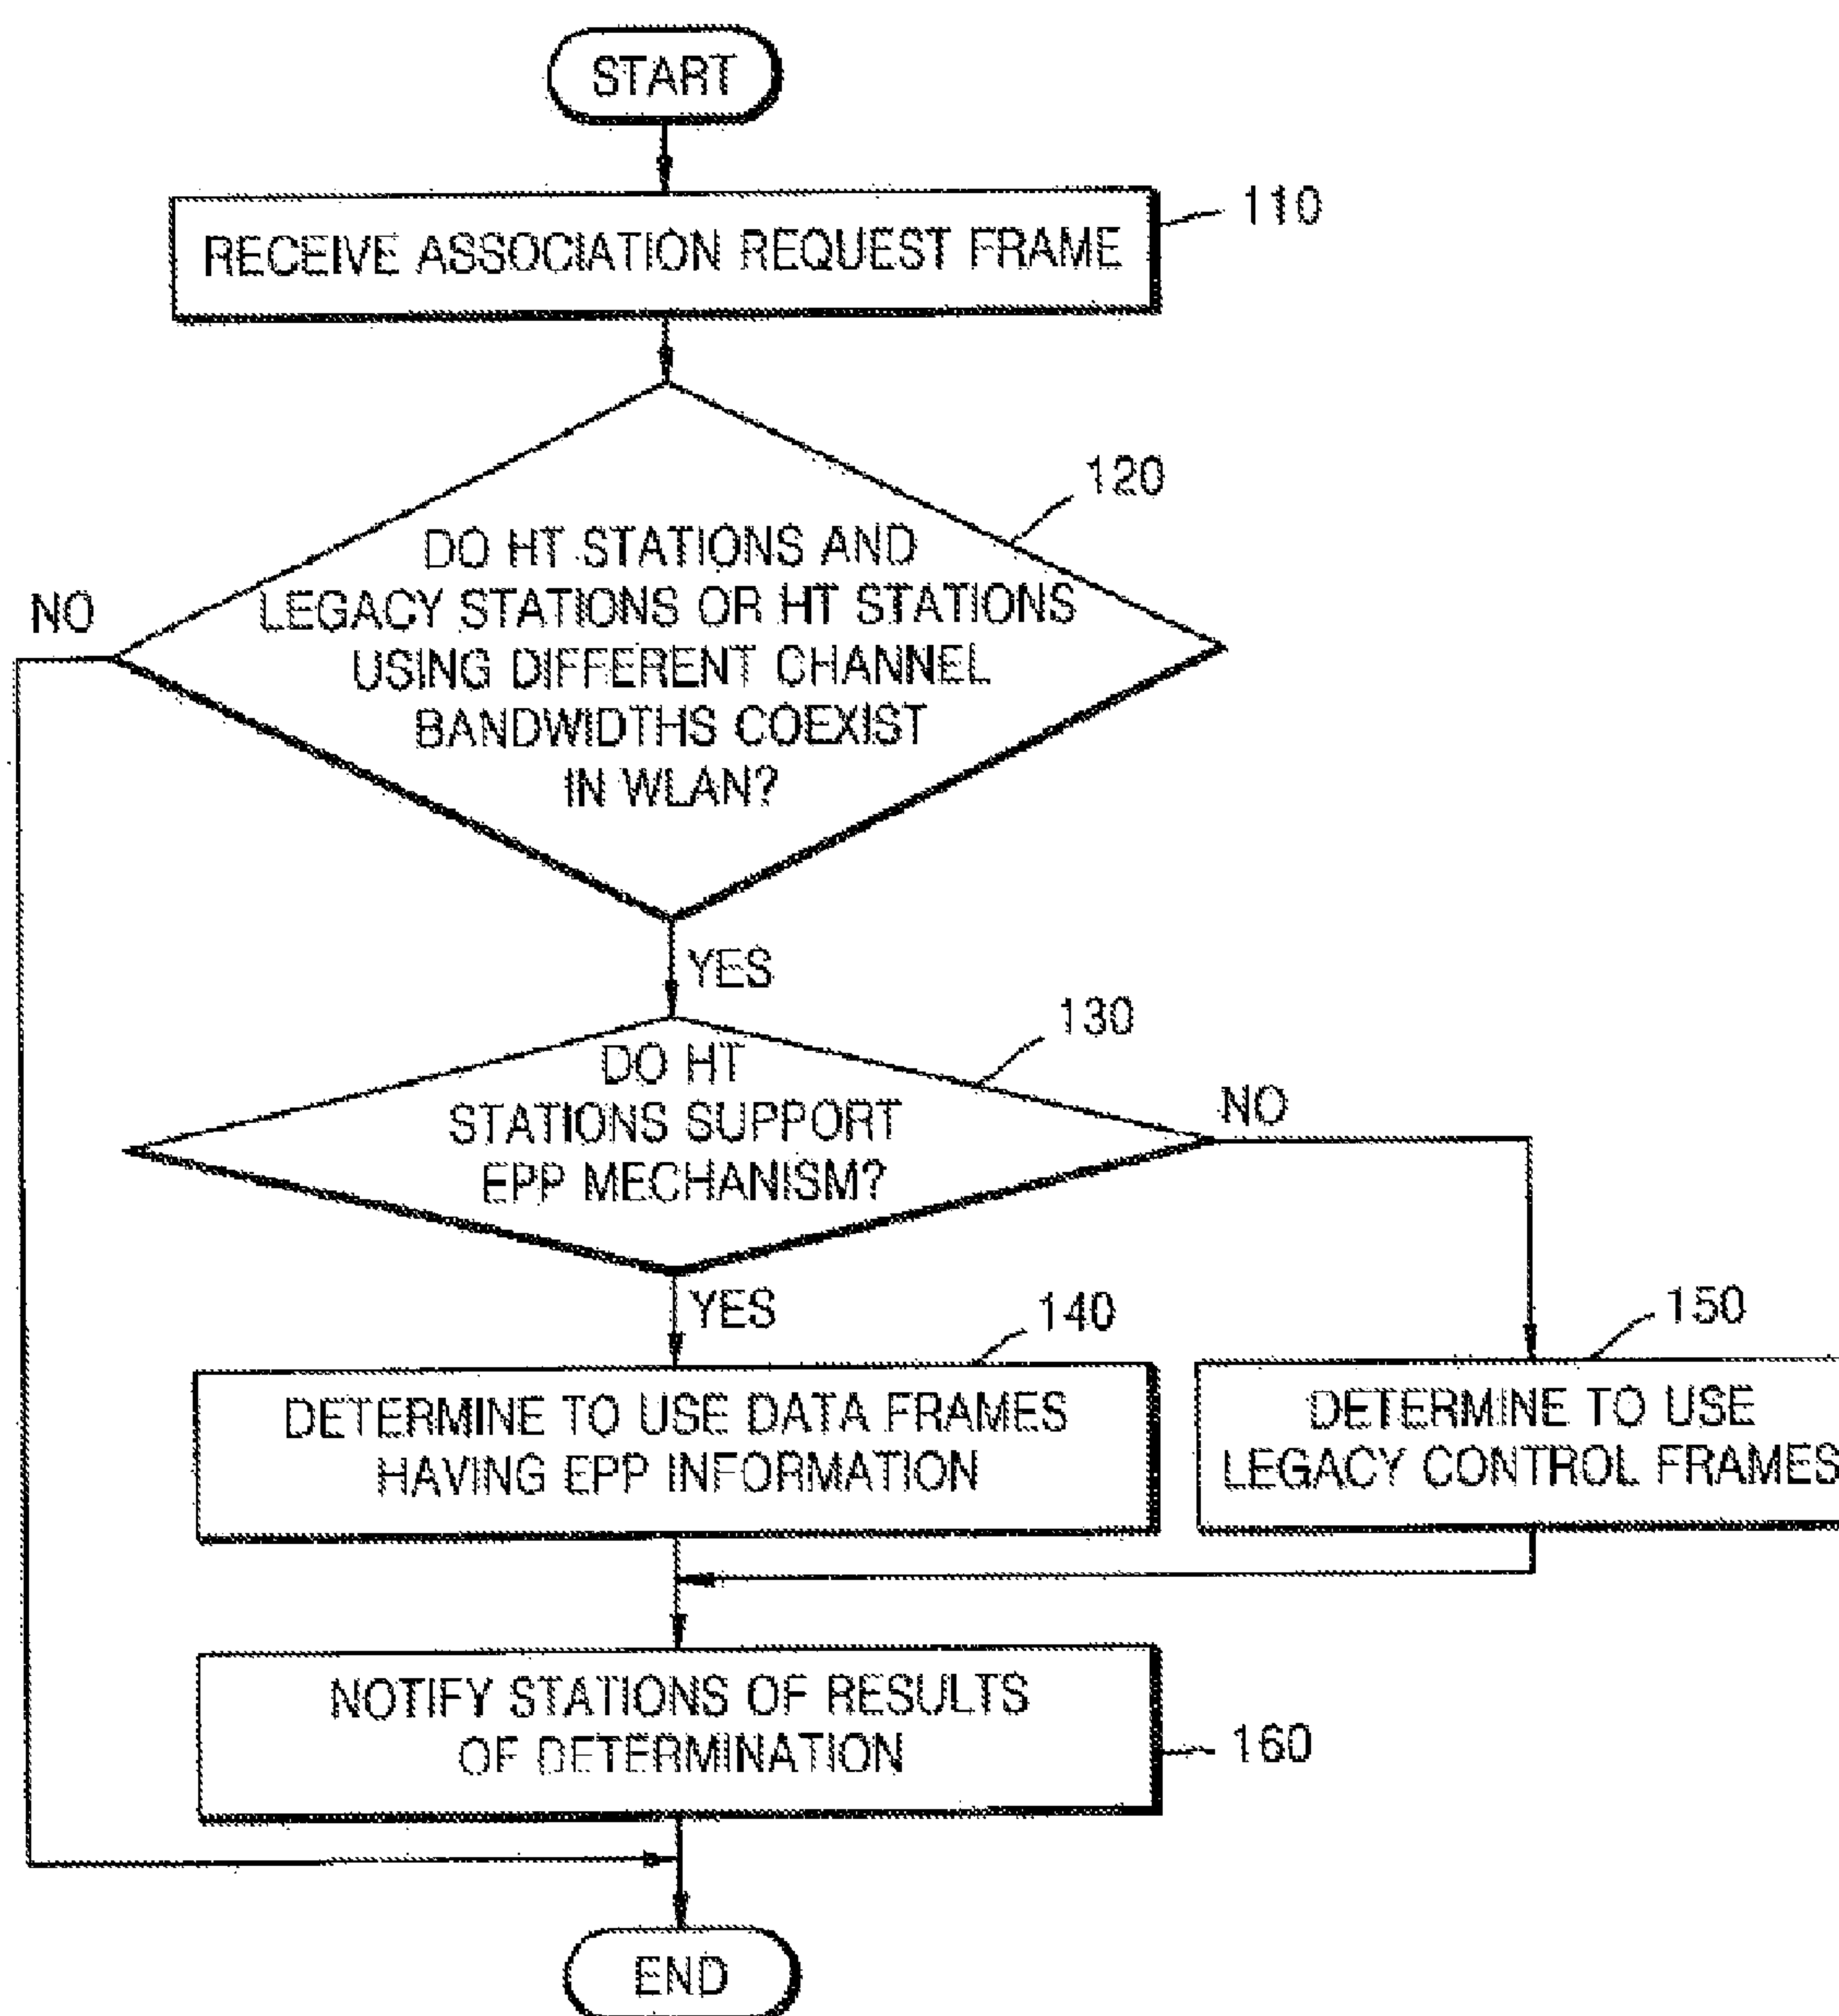 START
RECEIVE ASSOCIATION REQUEST FRAME
110
120
DO HT STATIONS AND
LEGACY STATIONS OR HT STATIONS
USING DIFFERENT CHANNEL
BANDWIDTHS COEXIST
IN WLAN?
NO
YES
130
DO HT
STATIONS SUPPORT
EPP MECHANISM?
NO
YES
140
DETERMINE TO USE DATA FRAMES
HAVING EPP INFORMATION
150
DETERMINE TO USE
LEGACY CONTROL FRAMES
NOTIFY STATIONS OF RESULTS
OF DETERMINATION
160
END